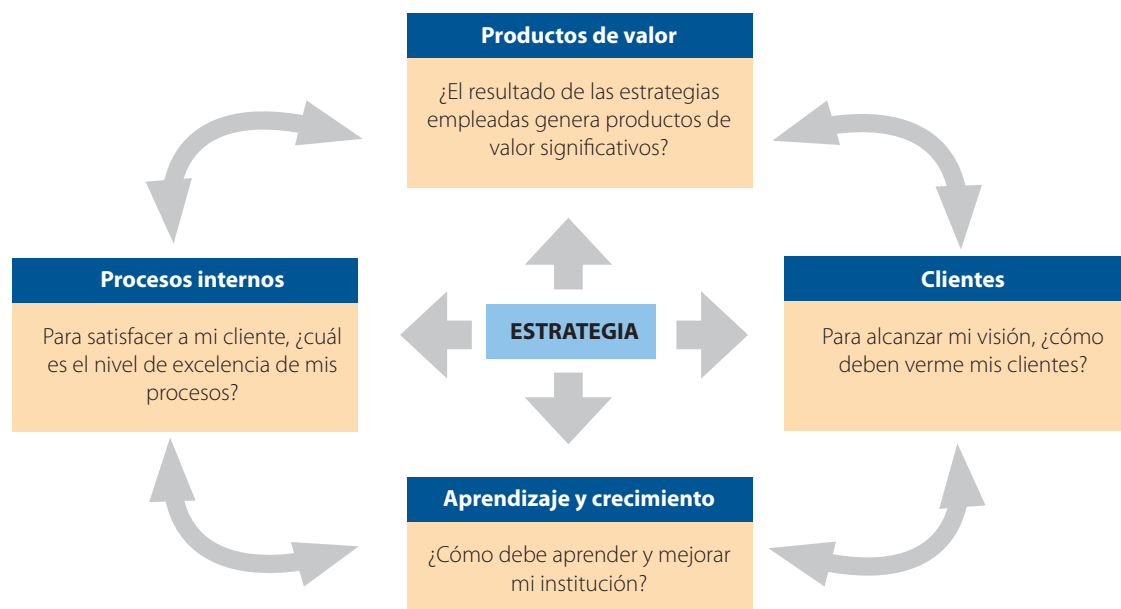 Productos de valor
¿El resultado de las estrategias
empleadas genera productos de
valor significativos?
Procesos internos
Para satisfacer a mi cliente, ¿cuál
es el nivel de excelencia de mis
procesos?
ESTRATEGIA
Clientes
Para alcanzar mi visión, ¿cómo
deben verme mis clientes?
Aprendizaje y crecimiento
¿Cómo debe aprender y mejorar
mi institución?